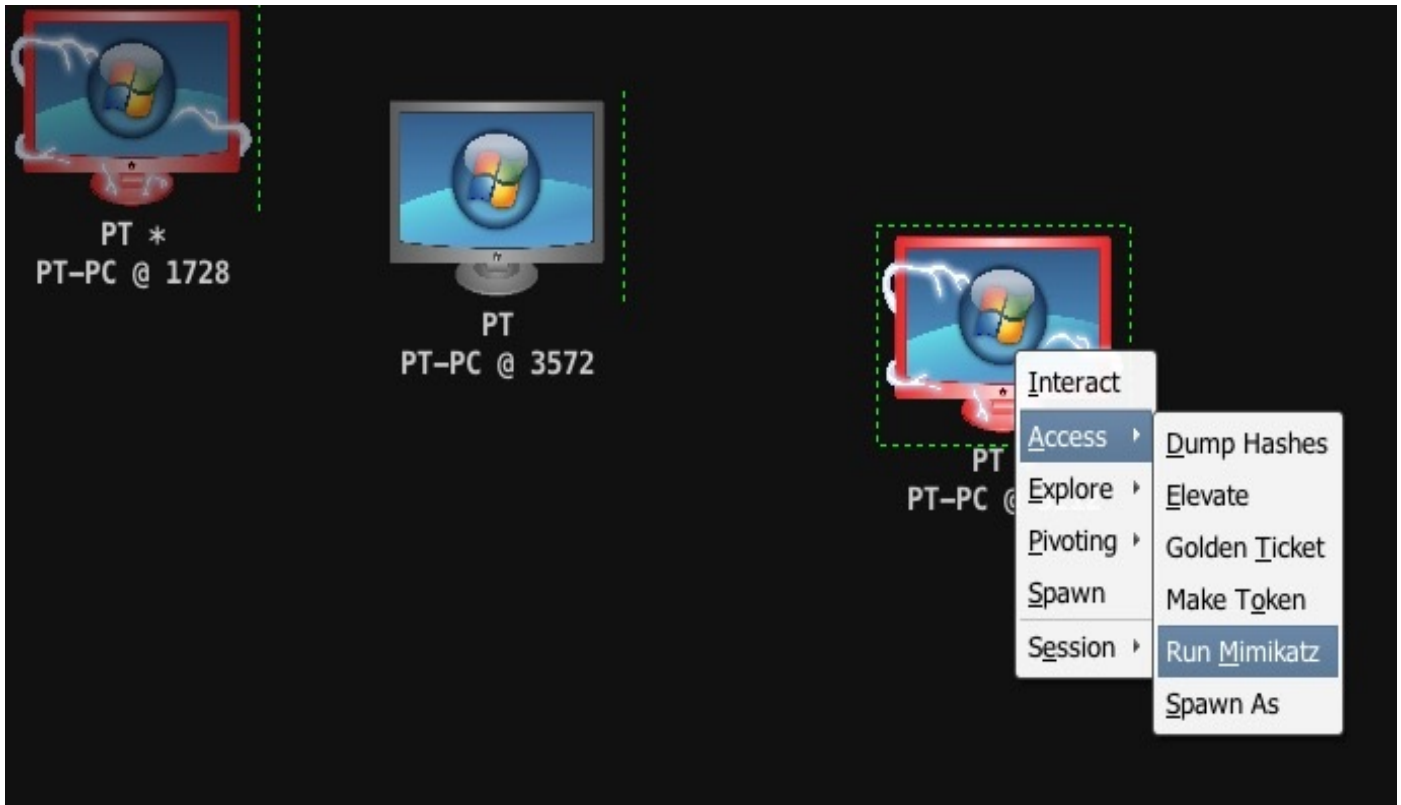 PT *
PT-PC @ 1728
PT
PT-PC @ 3572
PT
PT-PC @
Interact
Access
Explore
Pivoting
Spawn
Session
Dump Hashes
Elevate
Golden Ticket
Make Token
Run Mimikatz
Spawn As